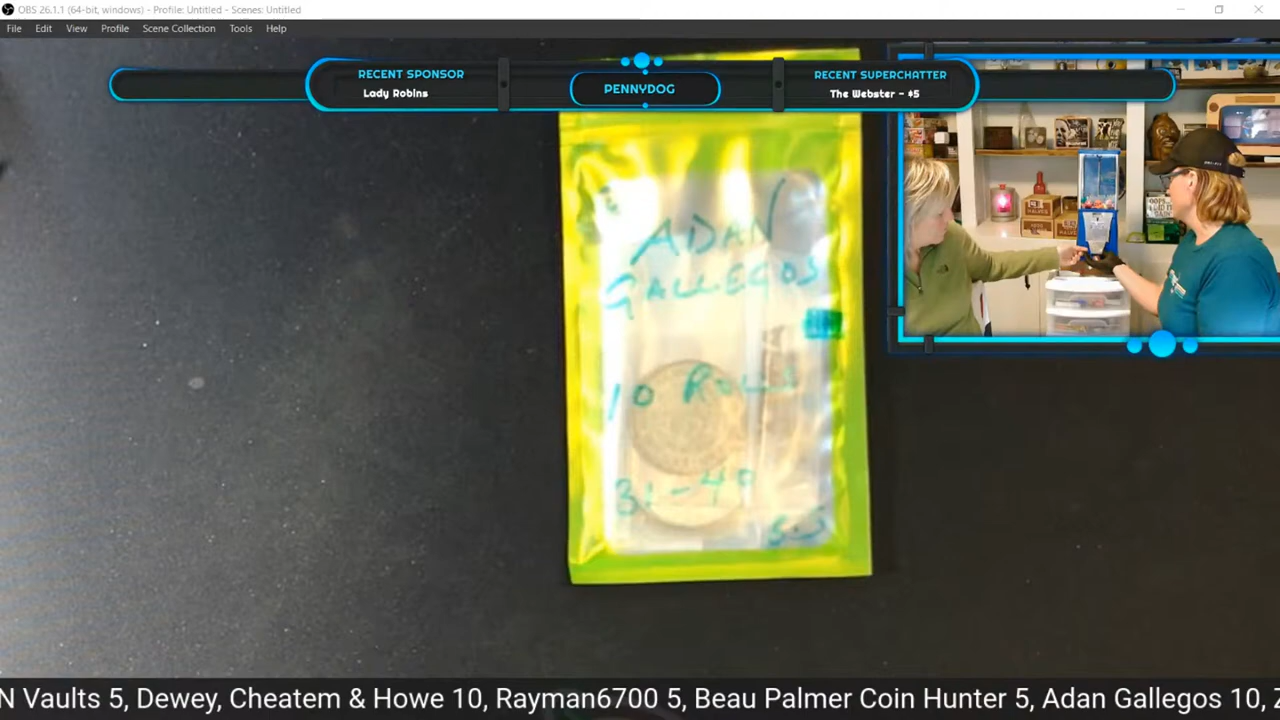 OBS 26.1.1 (64-bit, windows) - Profile: Untitled - Scenes: Untitled
File Edit View Profile Scene Collection Tools Help
RECENT SPONSOR
Lady Robins
PENNYDOG
RECENT SUPERCHATTER
The Webster - $5
ADAN
GALLEGOS
10 ROLLS
31-40
N Vaults 5, Dewey, Cheatem & Howe 10, Rayman6700 5, Beau Palmer Coin Hunter 5, Adan Gallegos 10, 2